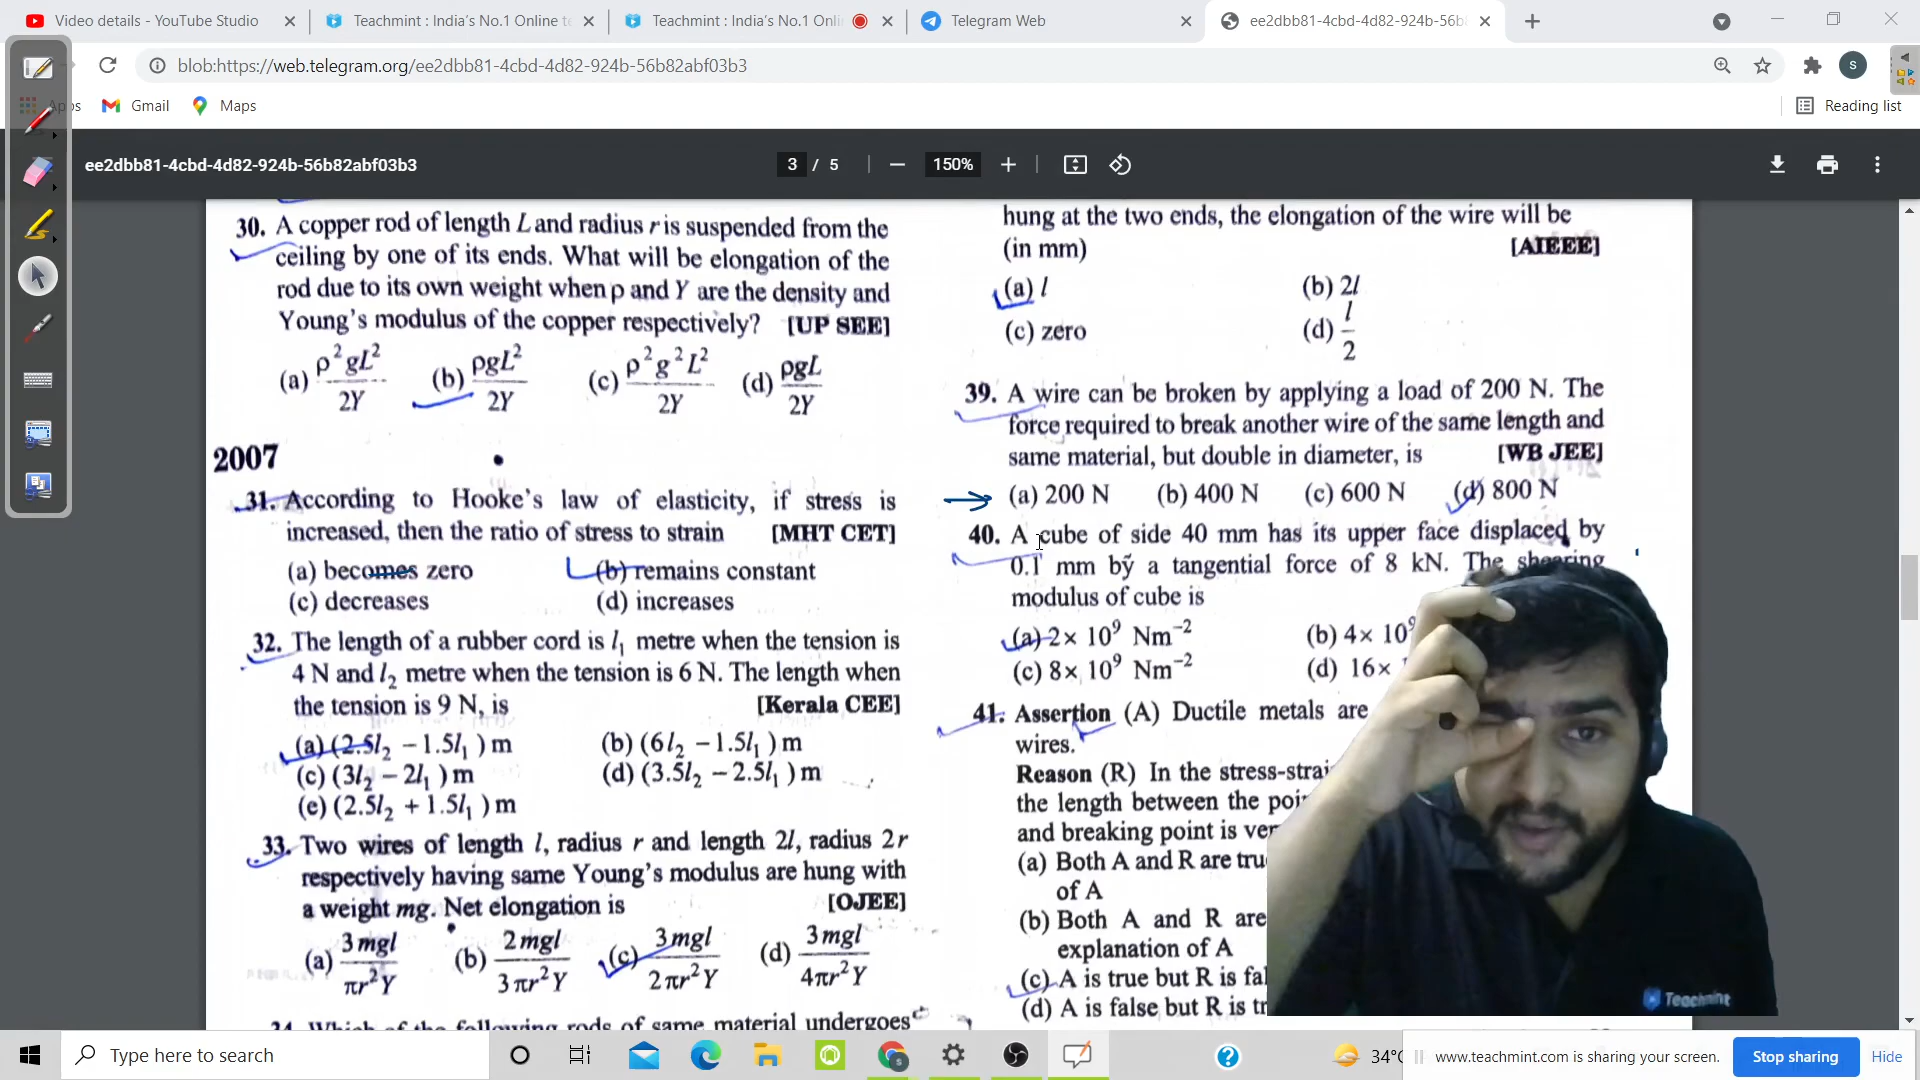 Video details - YouTube Studio
Teachmint : India's No.1 Online t
Teachmint : India's No.1 Onli
Telegram Web
ee2dbb81-4cbd-4d82-924b-56b
blob:https://web.telegram.org/ee2dbb81-4cbd-4d82-924b-56b82abf03b3
S
Apps
Gmail
Maps
Reading list
ee2dbb81-4cbd-4d82-924b-56b82abf03b3
3 / 5
150%
30. A copper rod of length L and radius r is suspended from the
ceiling by one of its ends. What will be elongation of the
rod due to its own weight when ρ and Y are the density and
Young's modulus of the copper respectively? [UP SEE]
(a) ρ²gL²/2Y (b) ρgL²/2Y (c) ρ²g²L²/2Y (d) ρgL/2Y
2007
31. According to Hooke's law of elasticity, if stress is
increased, then the ratio of stress to strain [MHT CET]
(a) becomes zero (b) remains constant
(c) decreases (d) increases
32. The length of a rubber cord is l₁ metre when the tension is
4 N and l₂ metre when the tension is 6 N. The length when
the tension is 9 N, is [Kerala CEE]
(a) (2.5l₂ − 1.5l₁) m (b) (6l₂ − 1.5l₁) m
(c) (3l₂ − 2l₁) m (d) (3.5l₂ − 2.5l₁) m
(e) (2.5l₂ + 1.5l₁) m
33. Two wires of length l, radius r and length 2l, radius 2r
respectively having same Young's modulus are hung with
a weight mg. Net elongation is [OJEE]
(a) 3mgl/πr²Y (b) 2mgl/3πr²Y (c) 3mgl/2πr²Y (d) 3mgl/4πr²Y
34. Which of the following rods of same material undergoes
hung at the two ends, the elongation of the wire will be
(in mm) [AIEEE]
(a) l (b) 2l
(c) zero (d) l/2
39. A wire can be broken by applying a load of 200 N. The
force required to break another wire of the same length and
same material, but double in diameter, is [WB JEE]
(a) 200 N (b) 400 N (c) 600 N (d) 800 N
40. A cube of side 40 mm has its upper face displaced by
0.1 mm by a tangential force of 8 kN. The shearing
modulus of cube is
(a) 2× 10⁹ Nm⁻² (b) 4× 10⁹
(c) 8× 10⁹ Nm⁻² (d) 16×
41. Assertion (A) Ductile metals are
wires.
Reason (R) In the stress-strai
the length between the poi
and breaking point is ver
(a) Both A and R are tru
of A
(b) Both A and R are
explanation of A
(c) A is true but R is fal
(d) A is false but R is tr
Teachmint
Type here to search
34°C
www.teachmint.com is sharing your screen.
Stop sharing
Hide